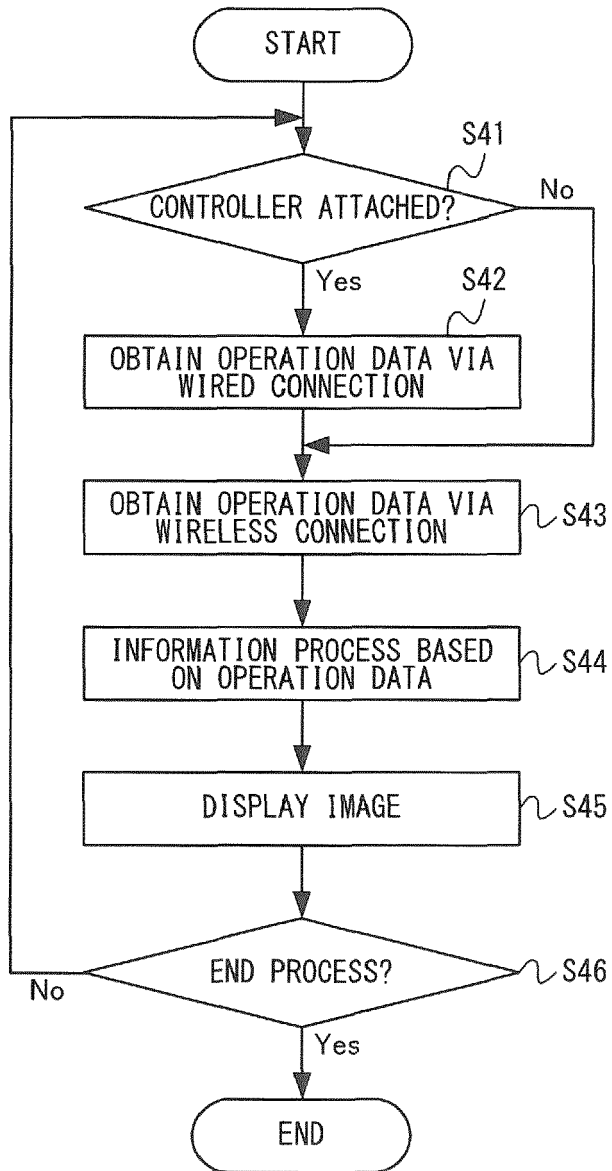 START
S41
CONTROLLER ATTACHED?
No
Yes
S42
OBTAIN OPERATION DATA VIA
WIRED CONNECTION
OBTAIN OPERATION DATA VIA
WIRELESS CONNECTION
S43
INFORMATION PROCESS BASED
ON OPERATION DATA
S44
DISPLAY IMAGE
S45
END PROCESS?
S46
No
Yes
END